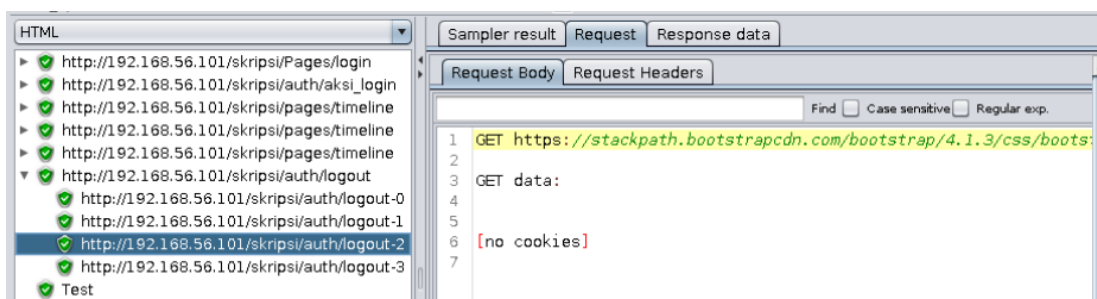 HTML
http://192.168.56.101/skripsi/Pages/login
http://192.168.56.101/skripsi/auth/aksi_login
http://192.168.56.101/skripsi/pages/timeline
http://192.168.56.101/skripsi/pages/timeline
http://192.168.56.101/skripsi/pages/timeline
http://192.168.56.101/skripsi/auth/logout
http://192.168.56.101/skripsi/auth/logout-0
http://192.168.56.101/skripsi/auth/logout-1
http://192.168.56.101/skripsi/auth/logout-2
http://192.168.56.101/skripsi/auth/logout-3
Test
Sampler result Request Response data
Request Body Request Headers
Find Case sensitive Regular exp.
1 GET https://stackpath.bootstrapcdn.com/bootstrap/4.1.3/css/boots
2
3 GET data:
4
5
6 [no cookies]
7